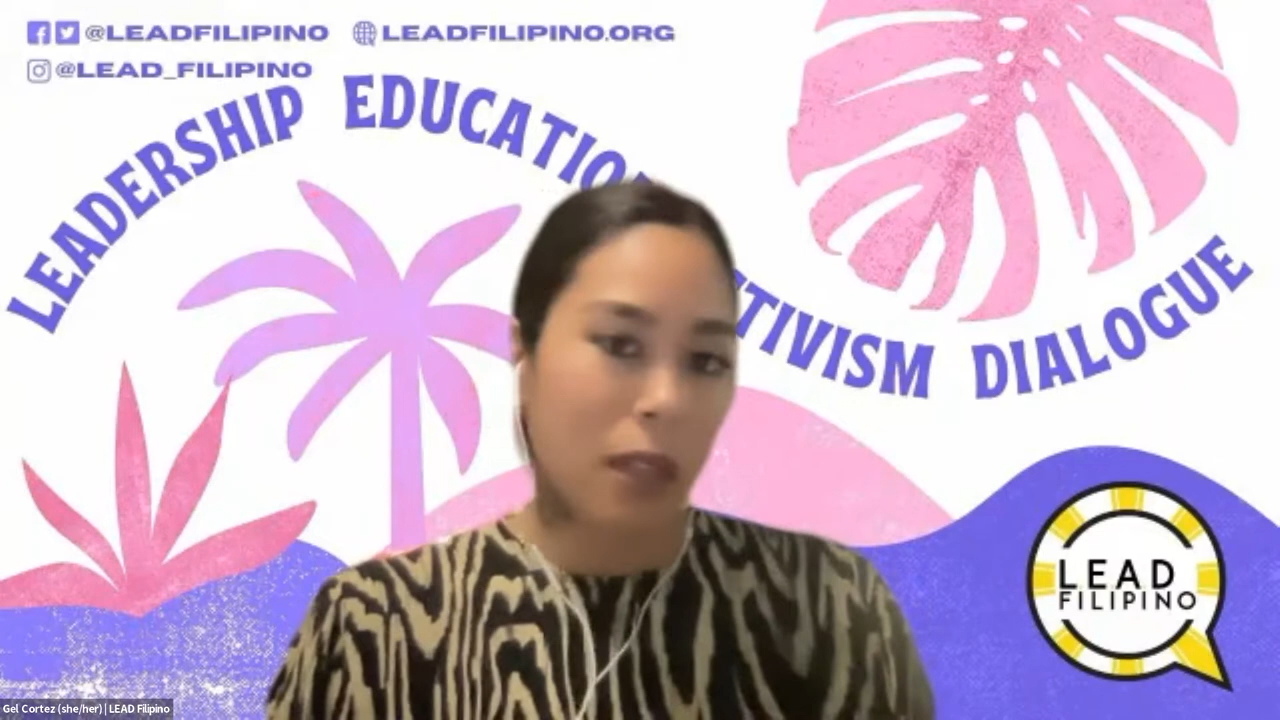 @LEADFILIPINO LEADFILIPINO.ORG
@LEAD_FILIPINO
LEADERSHIP EDUCATIO
TIVISM DIALOGUE
LEAD
FILIPINO
Gel Cortez (she/her) | LEAD Filipino